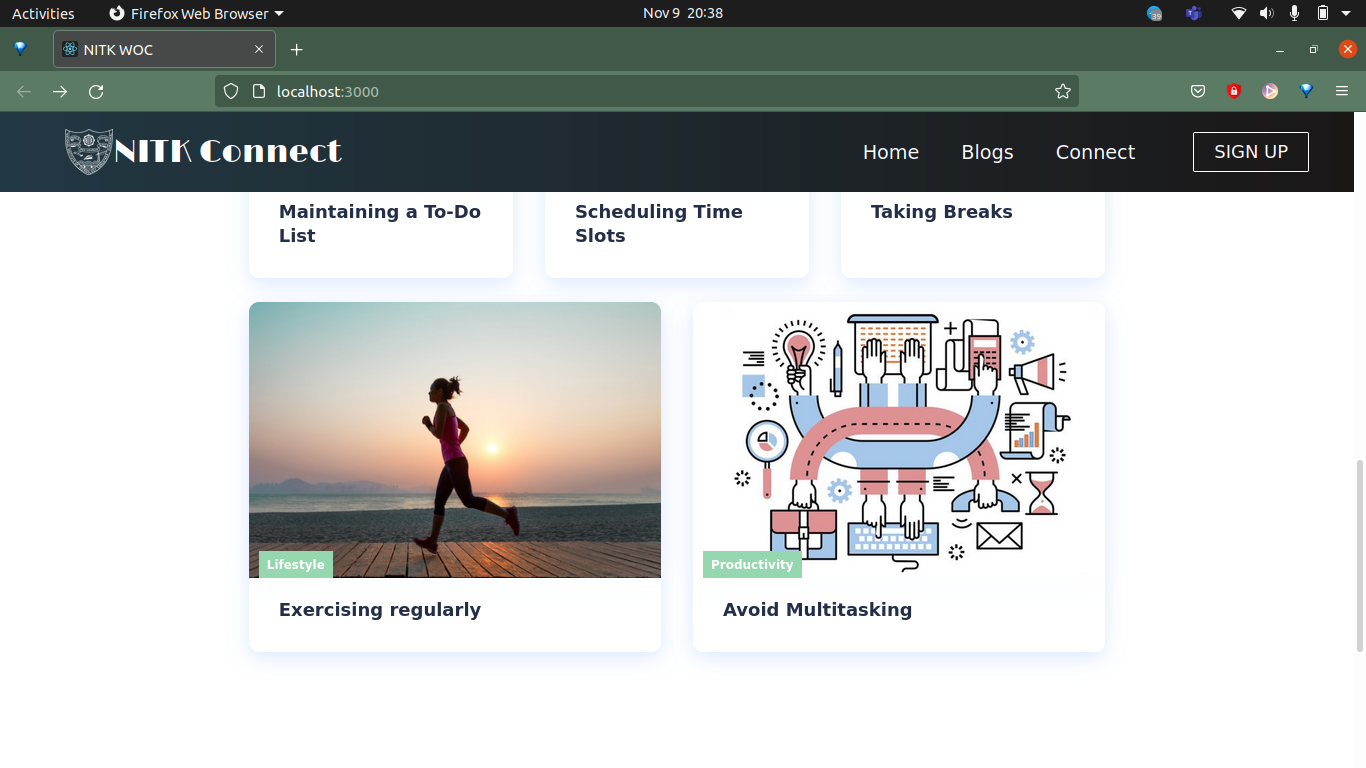 Activities
Firefox Web Browser
Nov 9 20:38
39
NITK WOC
localhost:3000
NITK Connect
Home
Blogs
Connect
SIGN UP
Maintaining a To-Do
List
Scheduling Time
Slots
Taking Breaks
Lifestyle
Exercising regularly
Productivity
Avoid Multitasking